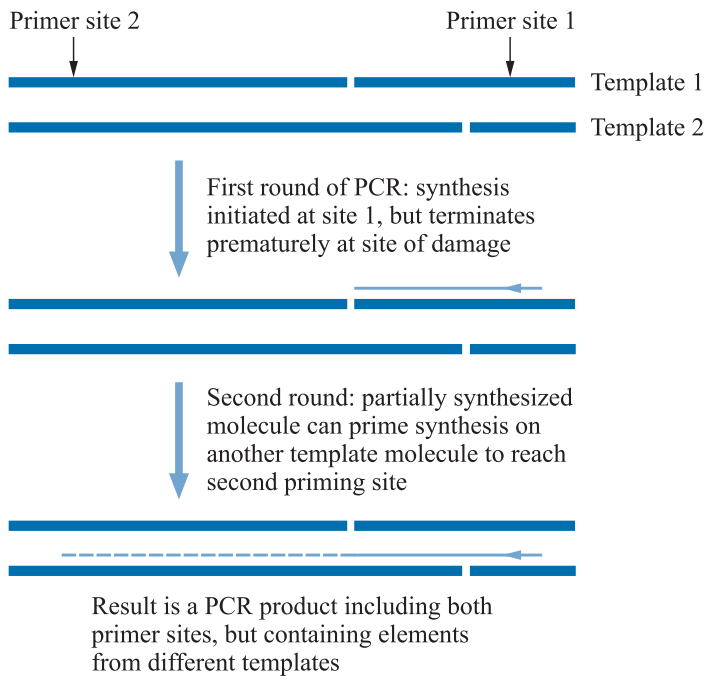 Primer site 2
Primer site 1
Template 1
Template 2
First round of PCR: synthesis
initiated at site 1, but terminates
prematurely at site of damage
Second round: partially synthesized
molecule can prime synthesis on
another template molecule to reach
second priming site
Result is a PCR product including both
primer sites, but containing elements
from different templates